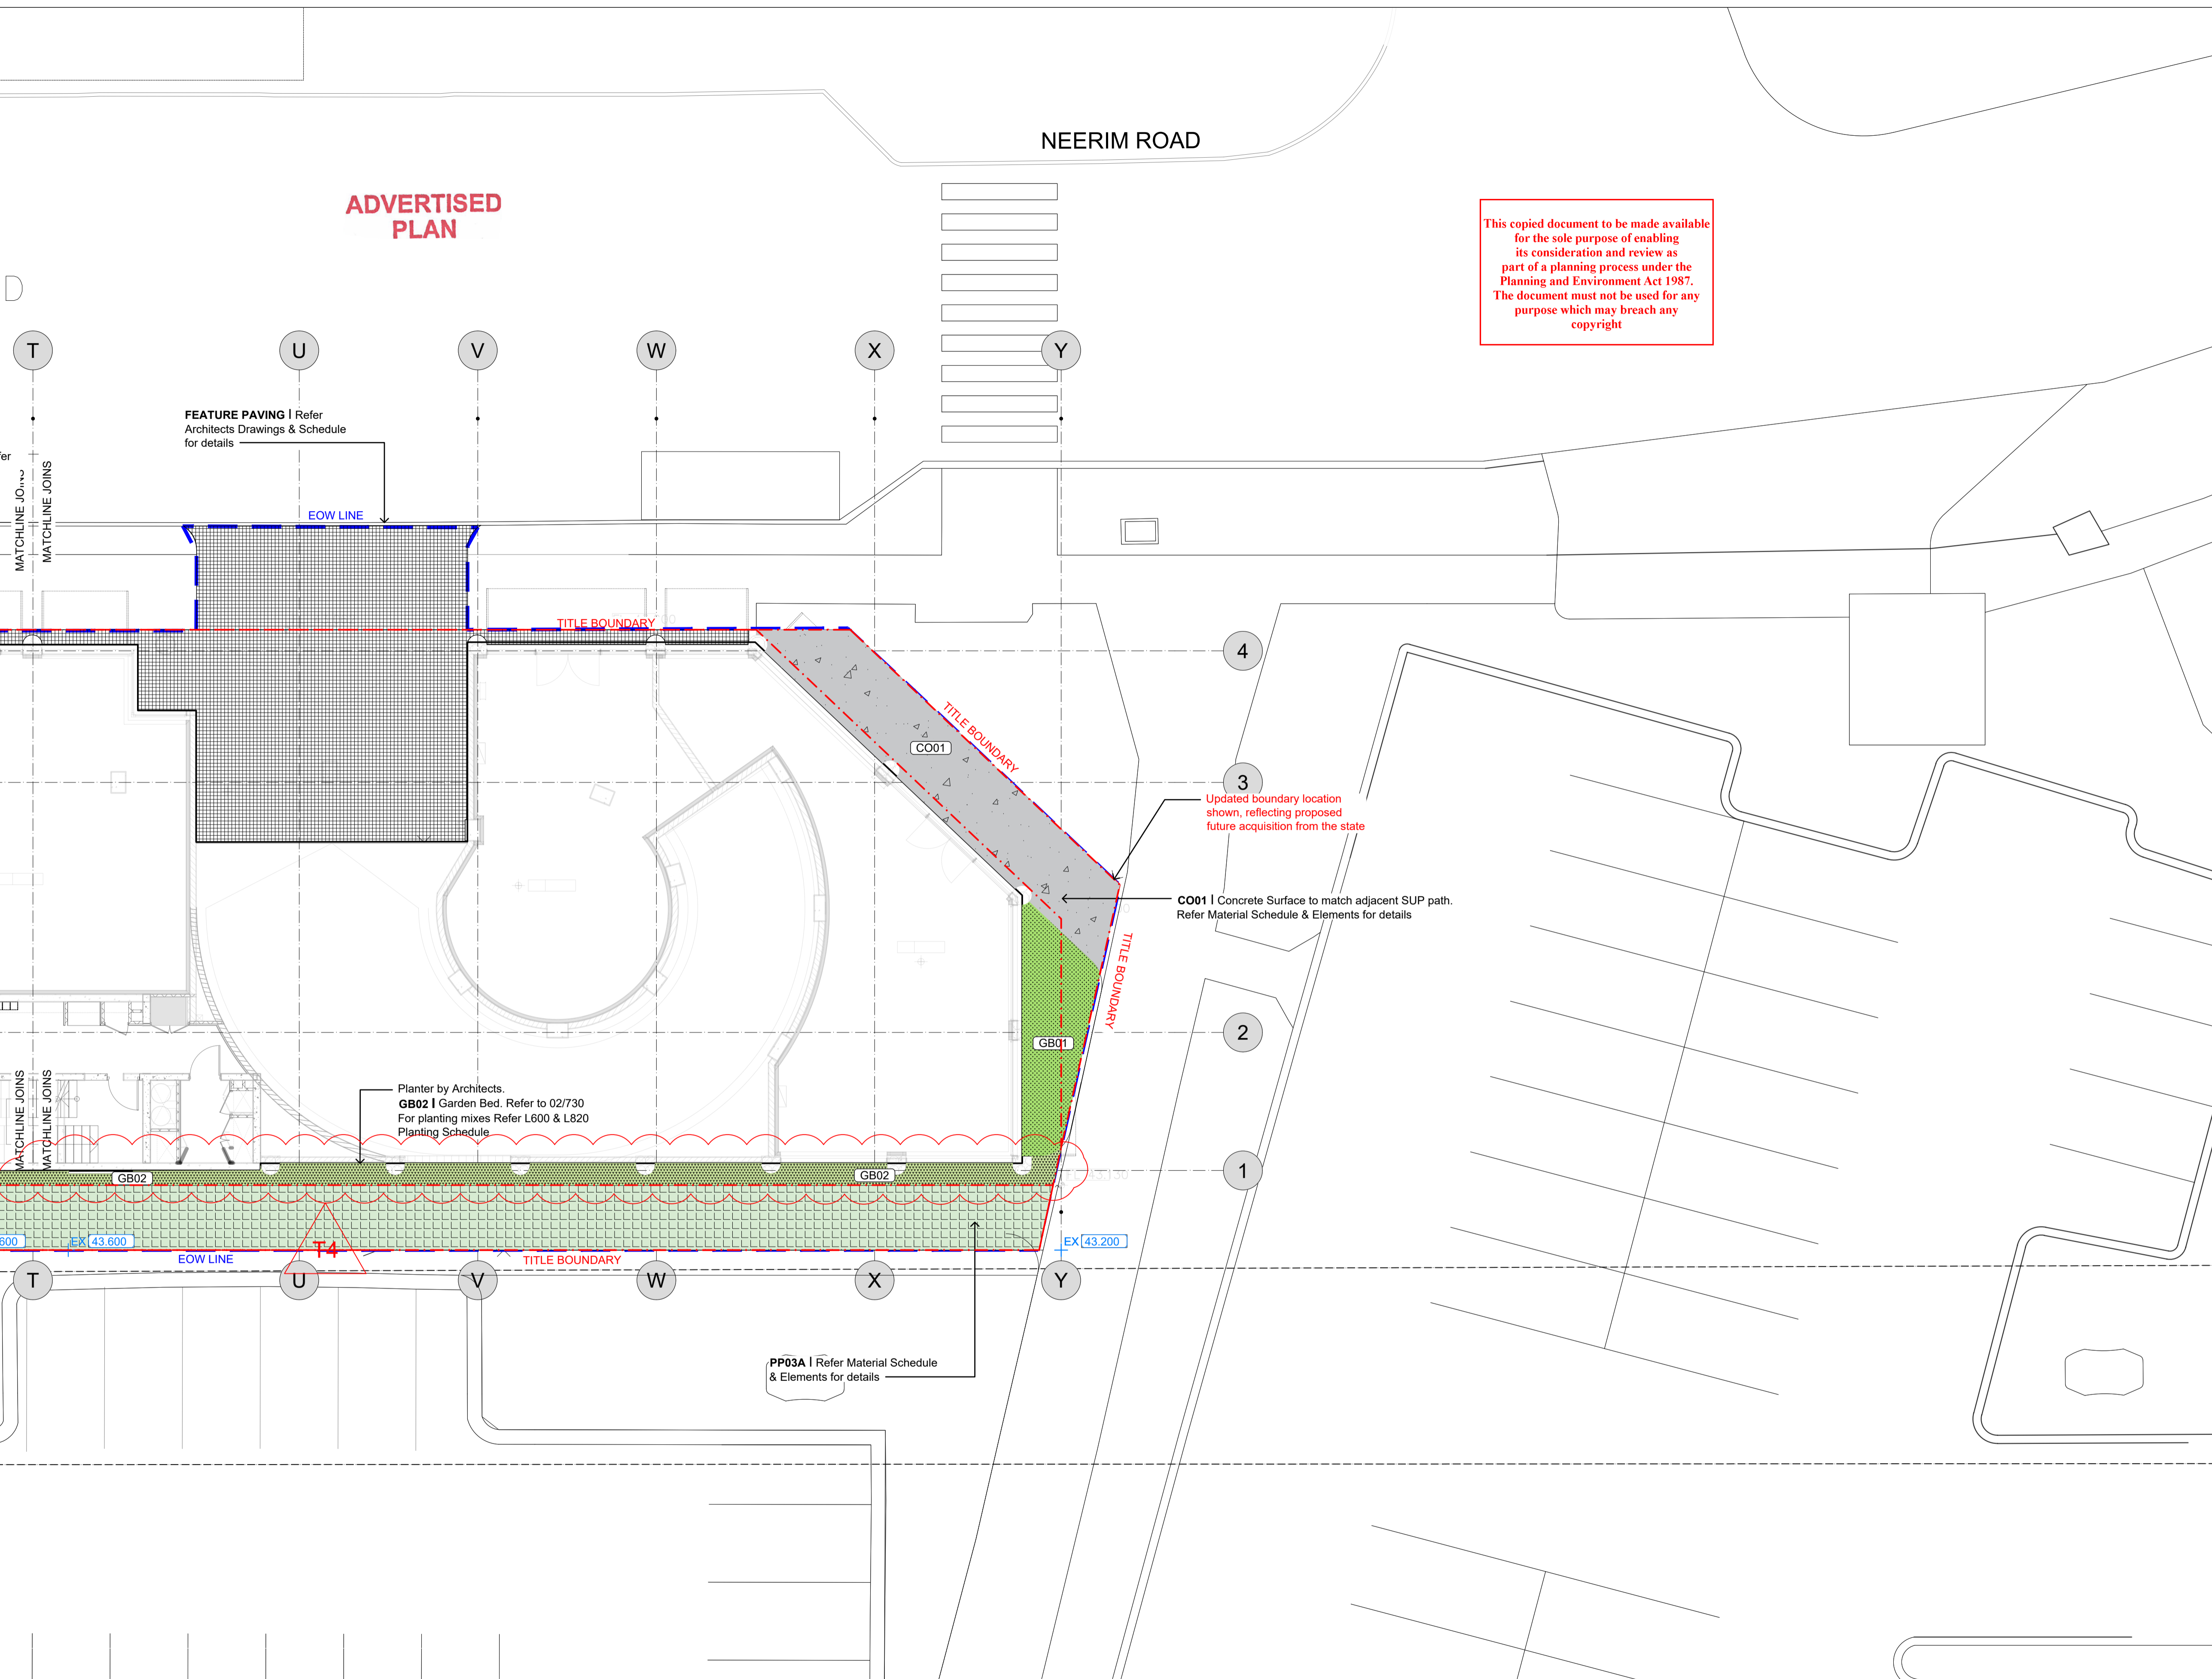 NEERIM ROAD
ADVERTISED
PLAN
This copied document to be made available
for the sole purpose of enabling
its consideration and review as
part of a planning process under the
Planning and Environment Act 1987.
The document must not be used for any
purpose which may breach any
copyright
D
T
U
V
W
X
Y
FEATURE PAVING | Refer
Architects Drawings & Schedule
for details
MATCHLINE JOINS
MATCHLINE JOINS
EOW LINE
TITLE BOUNDARY
4
TITLE BOUNDARY
CO01
3
Updated boundary location
shown, reflecting proposed
future acquisition from the state
CO01 | Concrete Surface to match adjacent SUP path.
Refer Material Schedule & Elements for details
TITLE BOUNDARY
2
GB01
MATCHLINE JOINS
MATCHLINE JOINS
Planter by Architects.
GB02 | Garden Bed. Refer to 02/730
For planting mixes Refer L600 & L820
Planting Schedule
GB02
GB02
1
43.150
600
EX 43.600
T4
EX 43.200
EOW LINE
TITLE BOUNDARY
T
U
V
W
X
Y
PP03A | Refer Material Schedule
& Elements for details